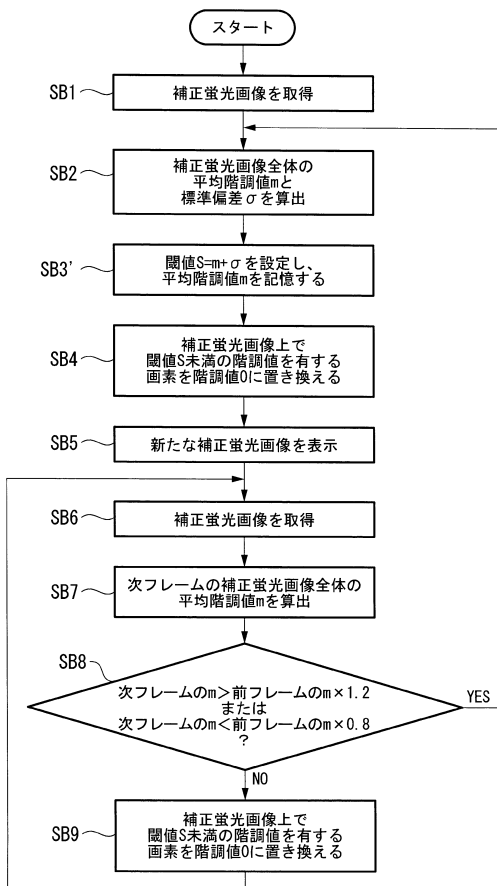 スタート
SB1
補正蛍光画像を取得
SB2
補正蛍光画像全体の
平均階調値mと
標準偏差σを算出
SB3'
閾値S=m+σを設定し、
平均階調値mを記憶する
SB4
補正蛍光画像上で
閾値S未満の階調値を有する
画素を階調値0に置き換える
SB5
新たな補正蛍光画像を表示
SB6
補正蛍光画像を取得
SB7
次フレームの補正蛍光画像全体の
平均階調値mを算出
SB8
次フレームのm>前フレームのm×1.2
または
次フレームのm<前フレームのm×0.8
?
YES
NO
SB9
補正蛍光画像上で
閾値S未満の階調値を有する
画素を階調値0に置き換える